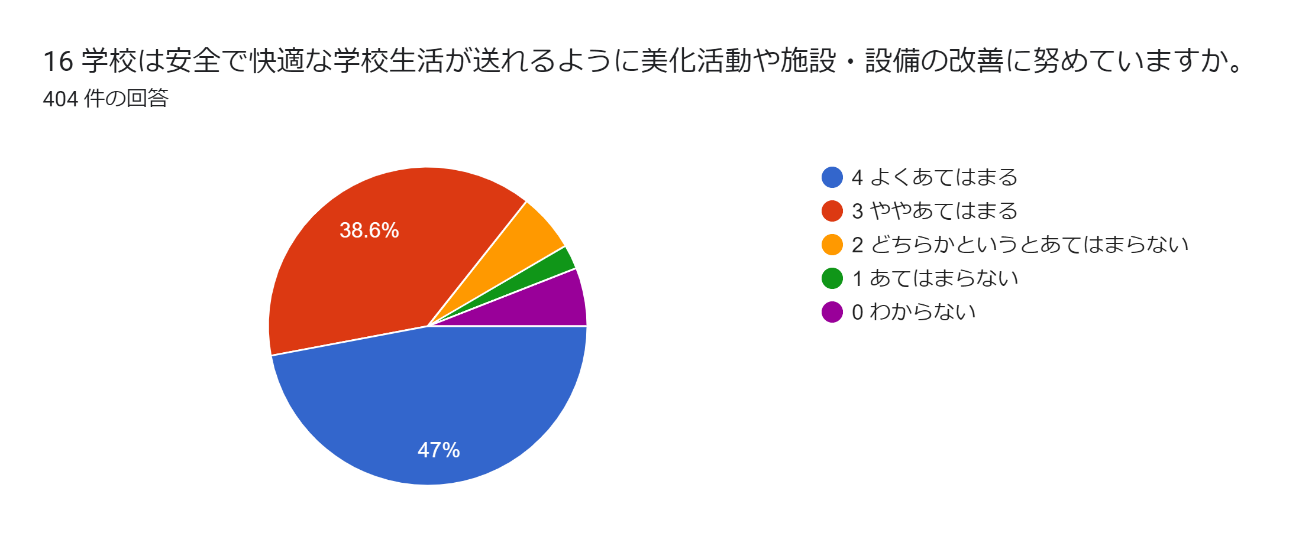 16 学校は安全で快適な学校生活が送れるように美化活動や施設・設備の改善に努めていますか。
404 件の回答
4 よくあてはまる
3 ややあてはまる
2 どちらかというとあてはまらない
1 あてはまらない
0 わからない
38.6%
47%